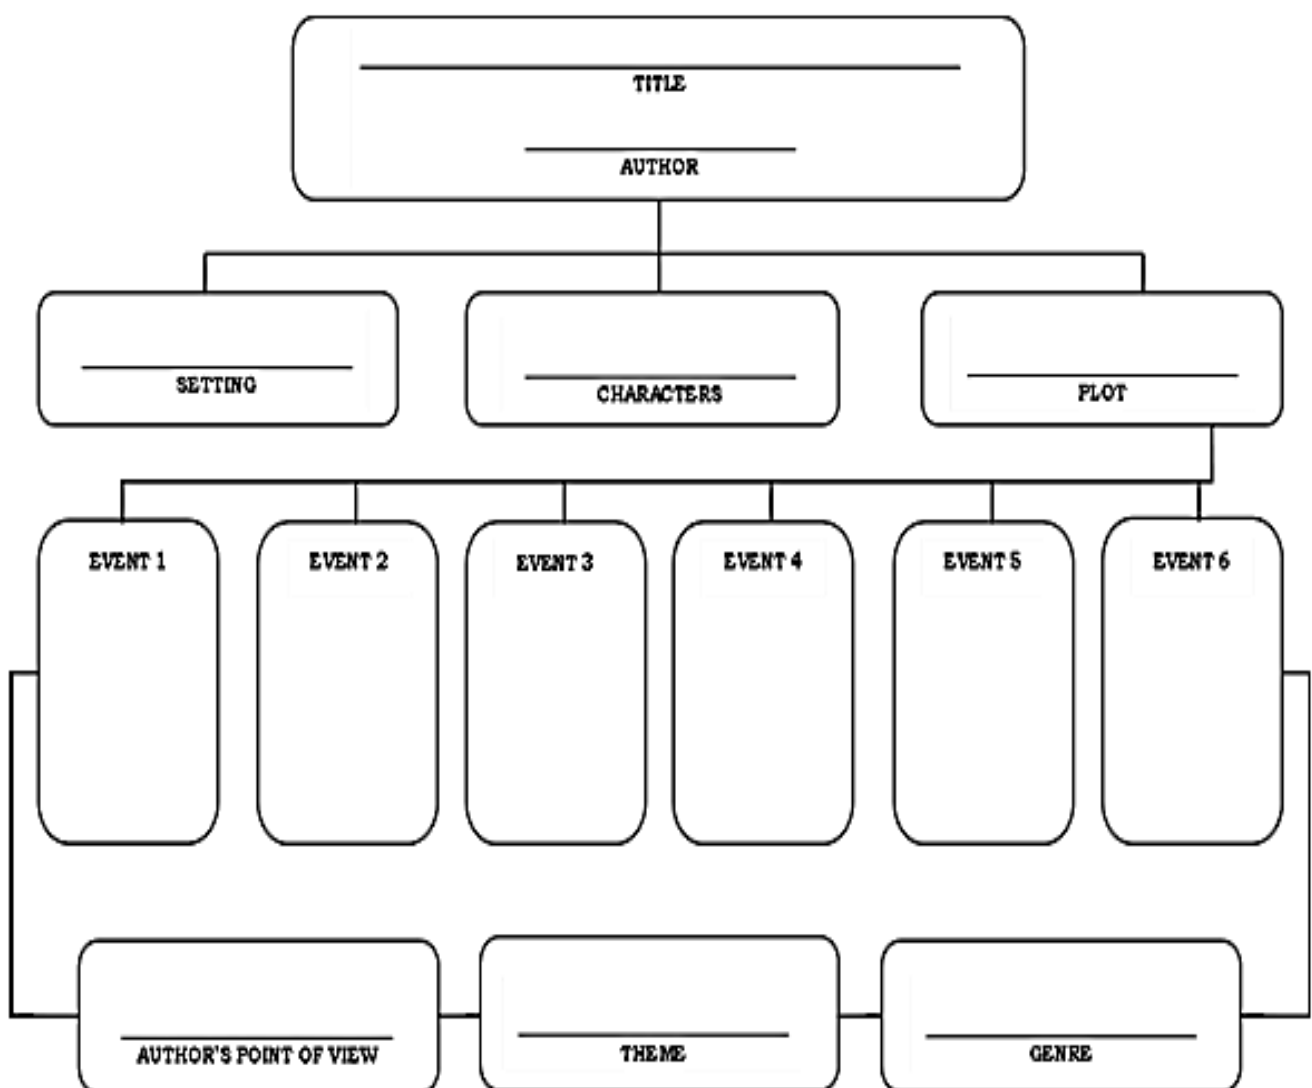 TITLE
AUTHOR
SETTING
CHARACTERS
PLOT
EVENT 1
EVENT 2
EVENT 3
EVENT 4
EVENT 5
EVENT 6
AUTHOR'S POINT OF VIEW
THEME
GENRE